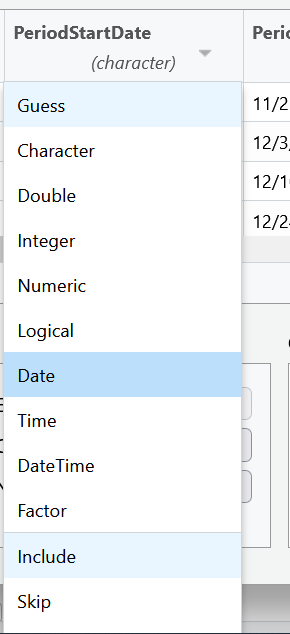 PeriodStartDate
(character)
Guess
Character
Double
Integer
Numeric
Logical
Date
Time
DateTime
Factor
Include
Skip
Perio
11/2
12/3
12/1
12/2